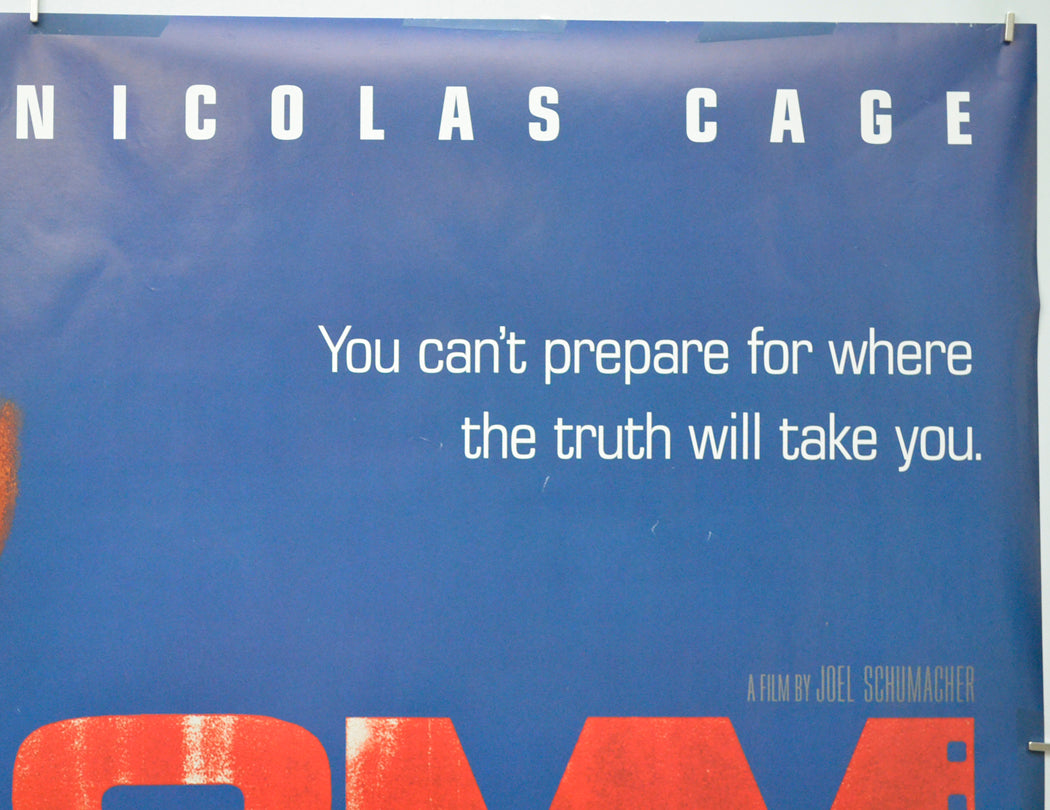 NICOLAS CAGE
You can't prepare for where
the truth will take you.
A FILM BY JOEL SCHUMACHER